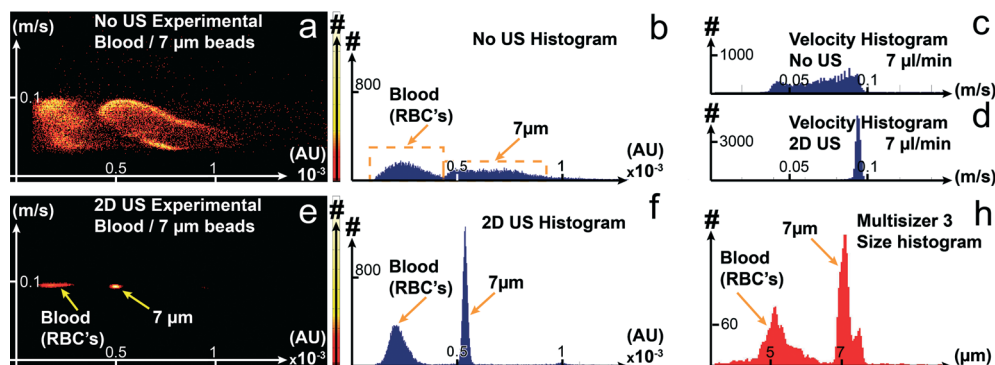 (m/s)
No US Experimental
Blood / 7 µm beads
a
0.1
0.5
1
(AU)
x10⁻³
#
#
No US Histogram
b
800
Blood
(RBC's)
7µm
0.5
1
(AU)
x10⁻³
#
Velocity Histogram
No US
7 µl/min
c
1000
0.05
0.1
(m/s)
#
Velocity Histogram
2D US
7 µl/min
d
3000
0.05
0.1
(m/s)
(m/s)
2D US Experimental
Blood / 7 µm beads
e
0.1
Blood
(RBC's)
7 µm
0.5
1
(AU)
x10⁻³
#
#
2D US Histogram
f
800
Blood
(RBC's)
7µm
0.5
1
(AU)
x10⁻³
#
Multisizer 3
Size histogram
h
7µm
Blood
(RBC's)
60
5
7
(µm)